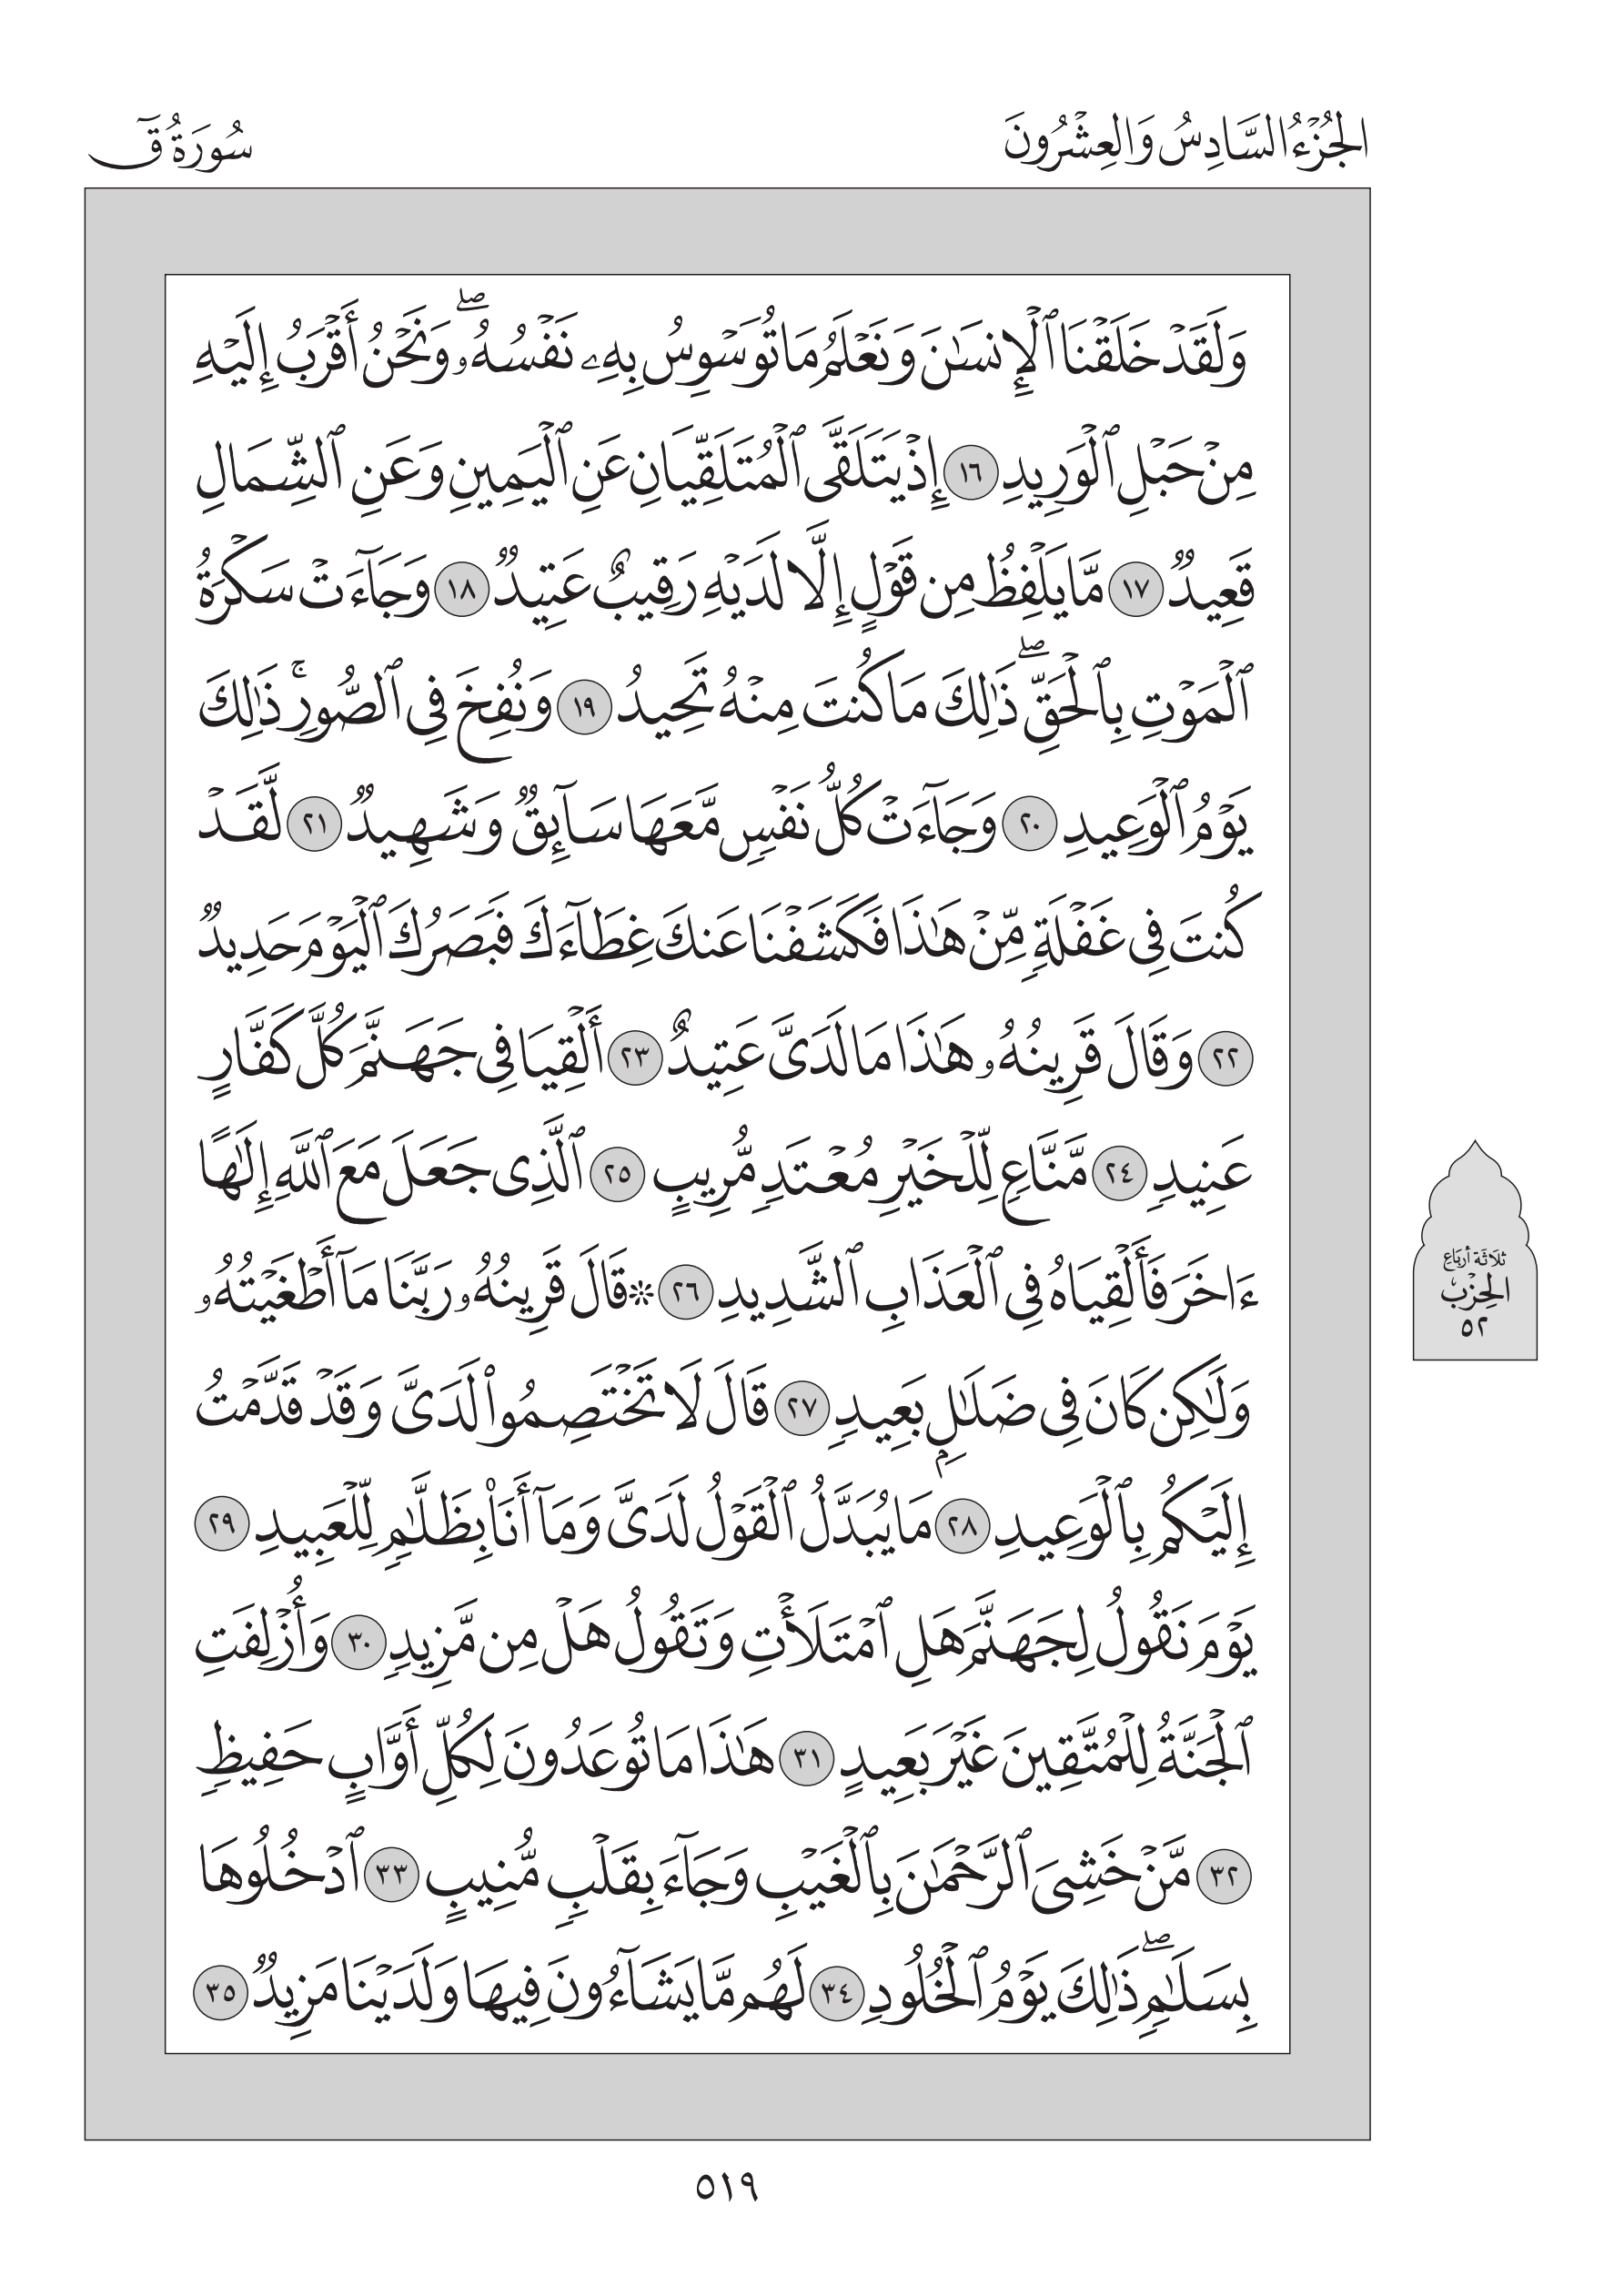 الجُزْءُ السَّادِسُ وَالعِشْرُونَ
سُورَةُ قٓ
وَلَقَدۡ خَلَقۡنَا ٱلۡإِنسَٰنَ وَنَعۡلَمُ مَا تُوَسۡوِسُ بِهِۦ نَفۡسُهُۥۖ وَنَحۡنُ أَقۡرَبُ إِلَيۡهِ
مِنۡ حَبۡلِ ٱلۡوَرِيدِ ١٦ إِذۡ يَتَلَقَّى ٱلۡمُتَلَقِّيَانِ عَنِ ٱلۡيَمِينِ وَعَنِ ٱلشِّمَالِ
قَعِيدٞ ١٧ مَّا يَلۡفِظُ مِن قَوۡلٍ إِلَّا لَدَيۡهِ رَقِيبٌ عَتِيدٞ ١٨ وَجَآءَتۡ سَكۡرَةُ
ٱلۡمَوۡتِ بِٱلۡحَقِّۖ ذَٰلِكَ مَا كُنتَ مِنۡهُ تَحِيدُ ١٩ وَنُفِخَ فِي ٱلصُّورِۚ ذَٰلِكَ
يَوۡمُ ٱلۡوَعِيدِ ٢٠ وَجَآءَتۡ كُلُّ نَفۡسٖ مَّعَهَا سَآئِقٞ وَشَهِيدٞ ٢١ لَّقَدۡ
كُنتَ فِي غَفۡلَةٖ مِّنۡ هَٰذَا فَكَشَفۡنَا عَنكَ غِطَآءَكَ فَبَصَرُكَ ٱلۡيَوۡمَ حَدِيدٞ
٢٢ وَقَالَ قَرِينُهُۥ هَٰذَا مَا لَدَيَّ عَتِيدٌ ٢٣ أَلۡقِيَا فِي جَهَنَّمَ كُلَّ كَفَّارٍ
عَنِيدٖ ٢٤ مَّنَّاعٖ لِّلۡخَيۡرِ مُعۡتَدٖ مُّرِيبٍ ٢٥ ٱلَّذِي جَعَلَ مَعَ ٱللَّهِ إِلَٰهًا
ءَاخَرَ فَأَلۡقِيَاهُ فِي ٱلۡعَذَابِ ٱلشَّدِيدِ ٢٦ ۞قَالَ قَرِينُهُۥ رَبَّنَا مَآ أَطۡغَيۡتُهُۥ
وَلَٰكِن كَانَ فِي ضَلَٰلِۭ بَعِيدٖ ٢٧ قَالَ لَا تَخۡتَصِمُواْ لَدَيَّ وَقَدۡ قَدَّمۡتُ
إِلَيۡكُم بِٱلۡوَعِيدِ ٢٨ مَا يُبَدَّلُ ٱلۡقَوۡلُ لَدَيَّ وَمَآ أَنَا۠ بِظَلَّٰمٖ لِّلۡعَبِيدِ ٢٩
يَوۡمَ نَقُولُ لِجَهَنَّمَ هَلِ ٱمۡتَلَأۡتِ وَتَقُولُ هَلۡ مِن مَّزِيدٖ ٣٠ وَأُزۡلِفَتِ
ٱلۡجَنَّةُ لِلۡمُتَّقِينَ غَيۡرَ بَعِيدٍ ٣١ هَٰذَا مَا تُوعَدُونَ لِكُلِّ أَوَّابٍ حَفِيظٖ
٣٢ مَّنۡ خَشِيَ ٱلرَّحۡمَٰنَ بِٱلۡغَيۡبِ وَجَآءَ بِقَلۡبٖ مُّنِيبٍ ٣٣ ٱدۡخُلُوهَا
بِسَلَٰمٖۖ ذَٰلِكَ يَوۡمُ ٱلۡخُلُودِ ٣٤ لَهُم مَّا يَشَآءُونَ فِيهَا وَلَدَيۡنَا مَزِيدٞ ٣٥
ثَلَاثَة أَرْبَاع
الحِزْب
٥٢
٥١٩